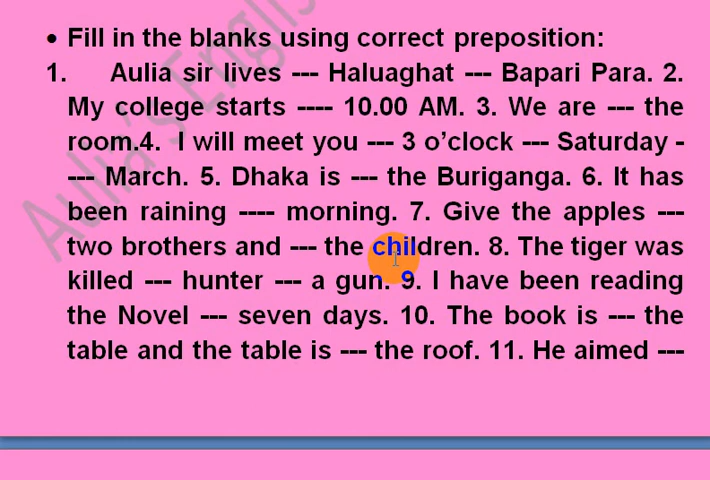 • Fill in the blanks using correct preposition:
1. Aulia sir lives --- Haluaghat --- Bapari Para. 2.
My college starts ---- 10.00 AM. 3. We are --- the
room.4. I will meet you --- 3 o’clock --- Saturday -
--- March. 5. Dhaka is --- the Buriganga. 6. It has
been raining ---- morning. 7. Give the apples ---
two brothers and --- the children. 8. The tiger was
killed --- hunter --- a gun. 9. I have been reading
the Novel --- seven days. 10. The book is --- the
table and the table is --- the roof. 11. He aimed ---
Aulia's Englis